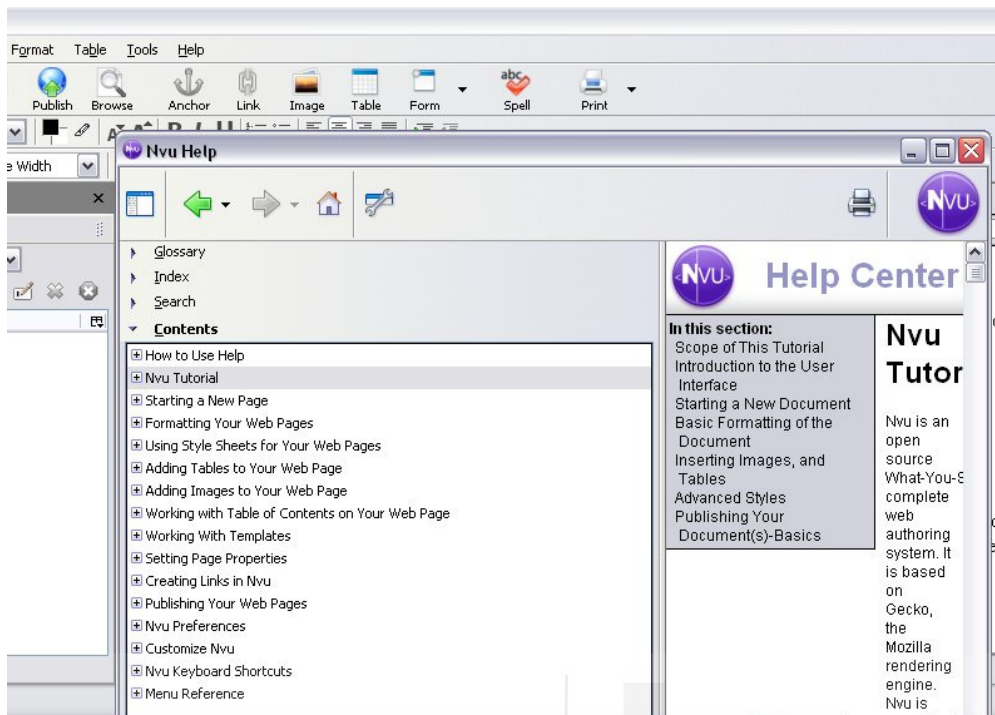 Format Table Tools Help
Publish Browse Anchor Link Image Table Form Spell Print
e Width
Nvu Help
NVU
Glossary
Index
Search
Contents
How to Use Help
Nvu Tutorial
Starting a New Page
Formatting Your Web Pages
Using Style Sheets for Your Web Pages
Adding Tables to Your Web Page
Adding Images to Your Web Page
Working with Table of Contents on Your Web Page
Working With Templates
Setting Page Properties
Creating Links in Nvu
Publishing Your Web Pages
Nvu Preferences
Customize Nvu
Nvu Keyboard Shortcuts
Menu Reference
NVU Help Center
In this section:
Scope of This Tutorial
Introduction to the User
Interface
Starting a New Document
Basic Formatting of the
Document
Inserting Images, and
Tables
Advanced Styles
Publishing Your
Document(s)-Basics
Nvu
Tutor
Nvu is an
open
source
What-You-S
complete
web
authoring
system. It
is based
on
Gecko,
the
Mozilla
rendering
engine.
Nvu is